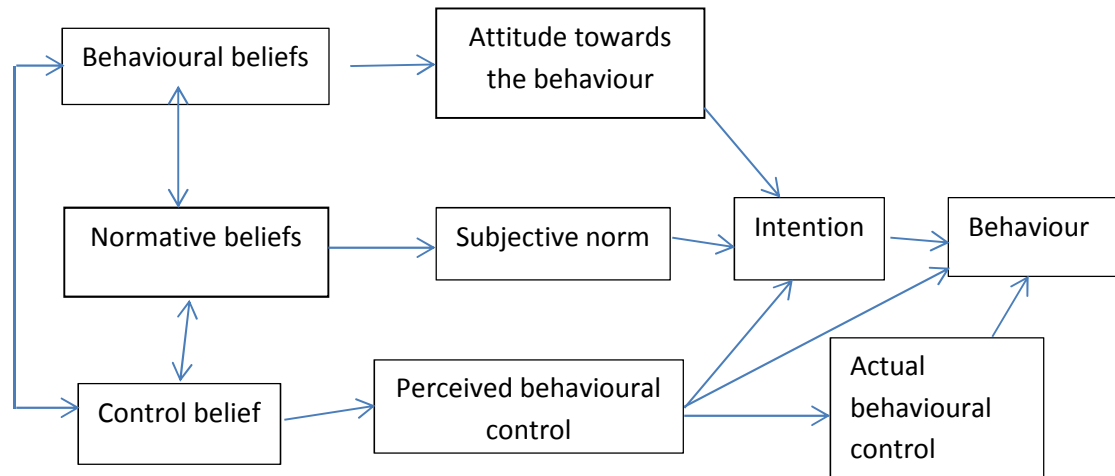 Behavioural beliefs
Attitude towards
the behaviour
Normative beliefs
Subjective norm
Intention
Behaviour
Control belief
Perceived behavioural
control
Actual
behavioural
control